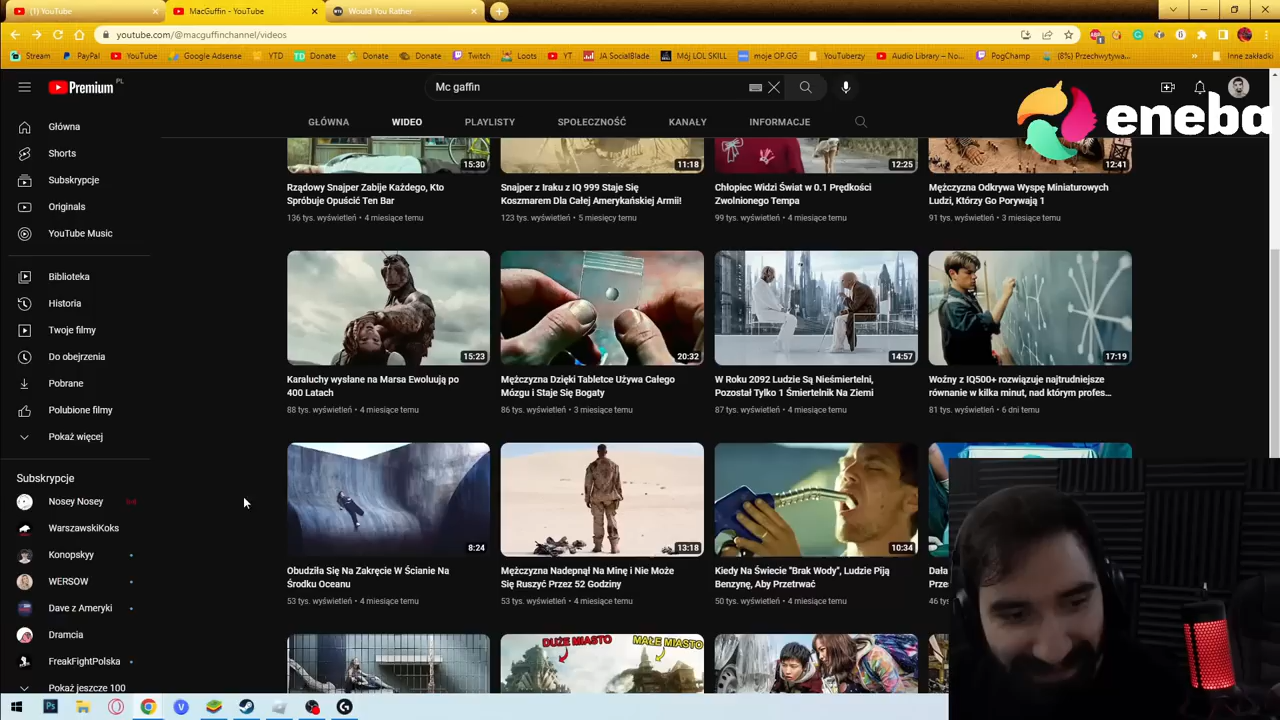 (1) YouTube
MacGuffin - YouTube
Would You Rather
youtube.com/@macguffinchannel/videos
Stream
PayPal
YouTube
Google Adsense
YTD
Donate
Donate
Donate
Twitch
Loots
YT
JA SocialBlade
Mój LOL SKILL
moje OP.GG
YouTuberzy
Audio Library – No...
PogChamp
(8%) Przechwytywa...
Inne zakładki
Premium PL
Mc gaffin
eneba
GŁÓWNA
WIDEO
PLAYLISTY
SPOŁECZNOŚĆ
KANAŁY
INFORMACJE
Główna
Shorts
Subskrypcje
Originals
YouTube Music
Biblioteka
Historia
Twoje filmy
Do obejrzenia
Pobrane
Polubione filmy
Pokaż więcej
Subskrypcje
Nosey Nosey
WarszawskiKoks
Konopskyy
WERSOW
Dave z Ameryki
Dramcia
FreakFightPolska
Pokaż jeszcze 100
15:30
Rządowy Snajper Zabije Każdego, Kto
Spróbuje Opuścić Ten Bar
136 tys. wyświetleń • 4 miesiące temu
11:18
Snajper z Iraku z IQ 999 Staje Się
Koszmarem Dla Całej Amerykańskiej Armii!
123 tys. wyświetleń • 5 miesięcy temu
12:25
Chłopiec Widzi Świat w 0.1 Prędkości
Zwolnionego Tempa
99 tys. wyświetleń • 4 miesiące temu
12:41
Mężczyzna Odkrywa Wyspę Miniaturowych
Ludzi, Którzy Go Porywają 1
91 tys. wyświetleń • 3 miesiące temu
15:23
Karaluchy wysłane na Marsa Ewoluują po
400 Latach
88 tys. wyświetleń • 4 miesiące temu
20:32
Mężczyzna Dzięki Tabletce Używa Całego
Mózgu i Staje Się Bogaty
86 tys. wyświetleń • 3 miesiące temu
14:57
W Roku 2092 Ludzie Są Nieśmiertelni,
Pozostał Tylko 1 Śmiertelnik Na Ziemi
87 tys. wyświetleń • 4 miesiące temu
17:19
Woźny z IQ500+ rozwiązuje najtrudniejsze
równanie w kilka minut, nad którym profes...
81 tys. wyświetleń • 6 dni temu
8:24
Obudziła Się Na Zakręcie W Ścianie Na
Środku Oceanu
53 tys. wyświetleń • 4 miesiące temu
13:18
Mężczyzna Nadepnął Na Minę i Nie Może
Się Ruszyć Przez 52 Godziny
53 tys. wyświetleń • 4 miesiące temu
10:34
Kiedy Na Świecie "Brak Wody", Ludzie Piją
Benzynę, Aby Przetrwać
50 tys. wyświetleń • 4 miesiące temu
Dała
Prze
46 ty
DUŻE MIASTO
MAŁE MIASTO